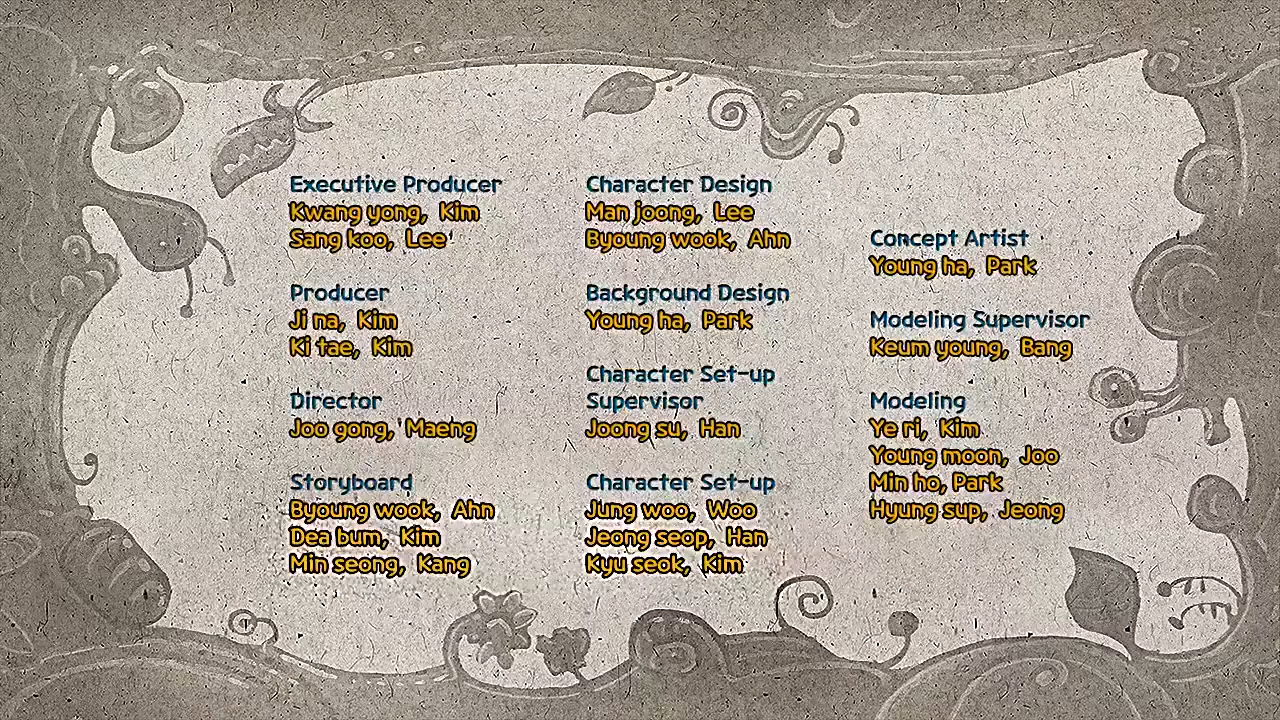 Executive Producer
Kwang yong, Kim
Sang koo, Lee
Producer
Ji na, Kim
Ki tae, Kim
Director
Joo gong, Maeng
Storyboard
Byoung wook, Ahn
Dea bum, Kim
Min seong, Kang
Character Design
Man joong, Lee
Byoung wook, Ahn
Background Design
Young ha, Park
Character Set-up
Supervisor
Joong su, Han
Character Set-up
Jung woo, Woo
Jeong seop, Han
Kyu seok, Kim
Concept Artist
Young ha, Park
Modeling Supervisor
Keum young, Bang
Modeling
Ye ri, Kim
Young moon, Joo
Min ho, Park
Hyung sup, Jeong